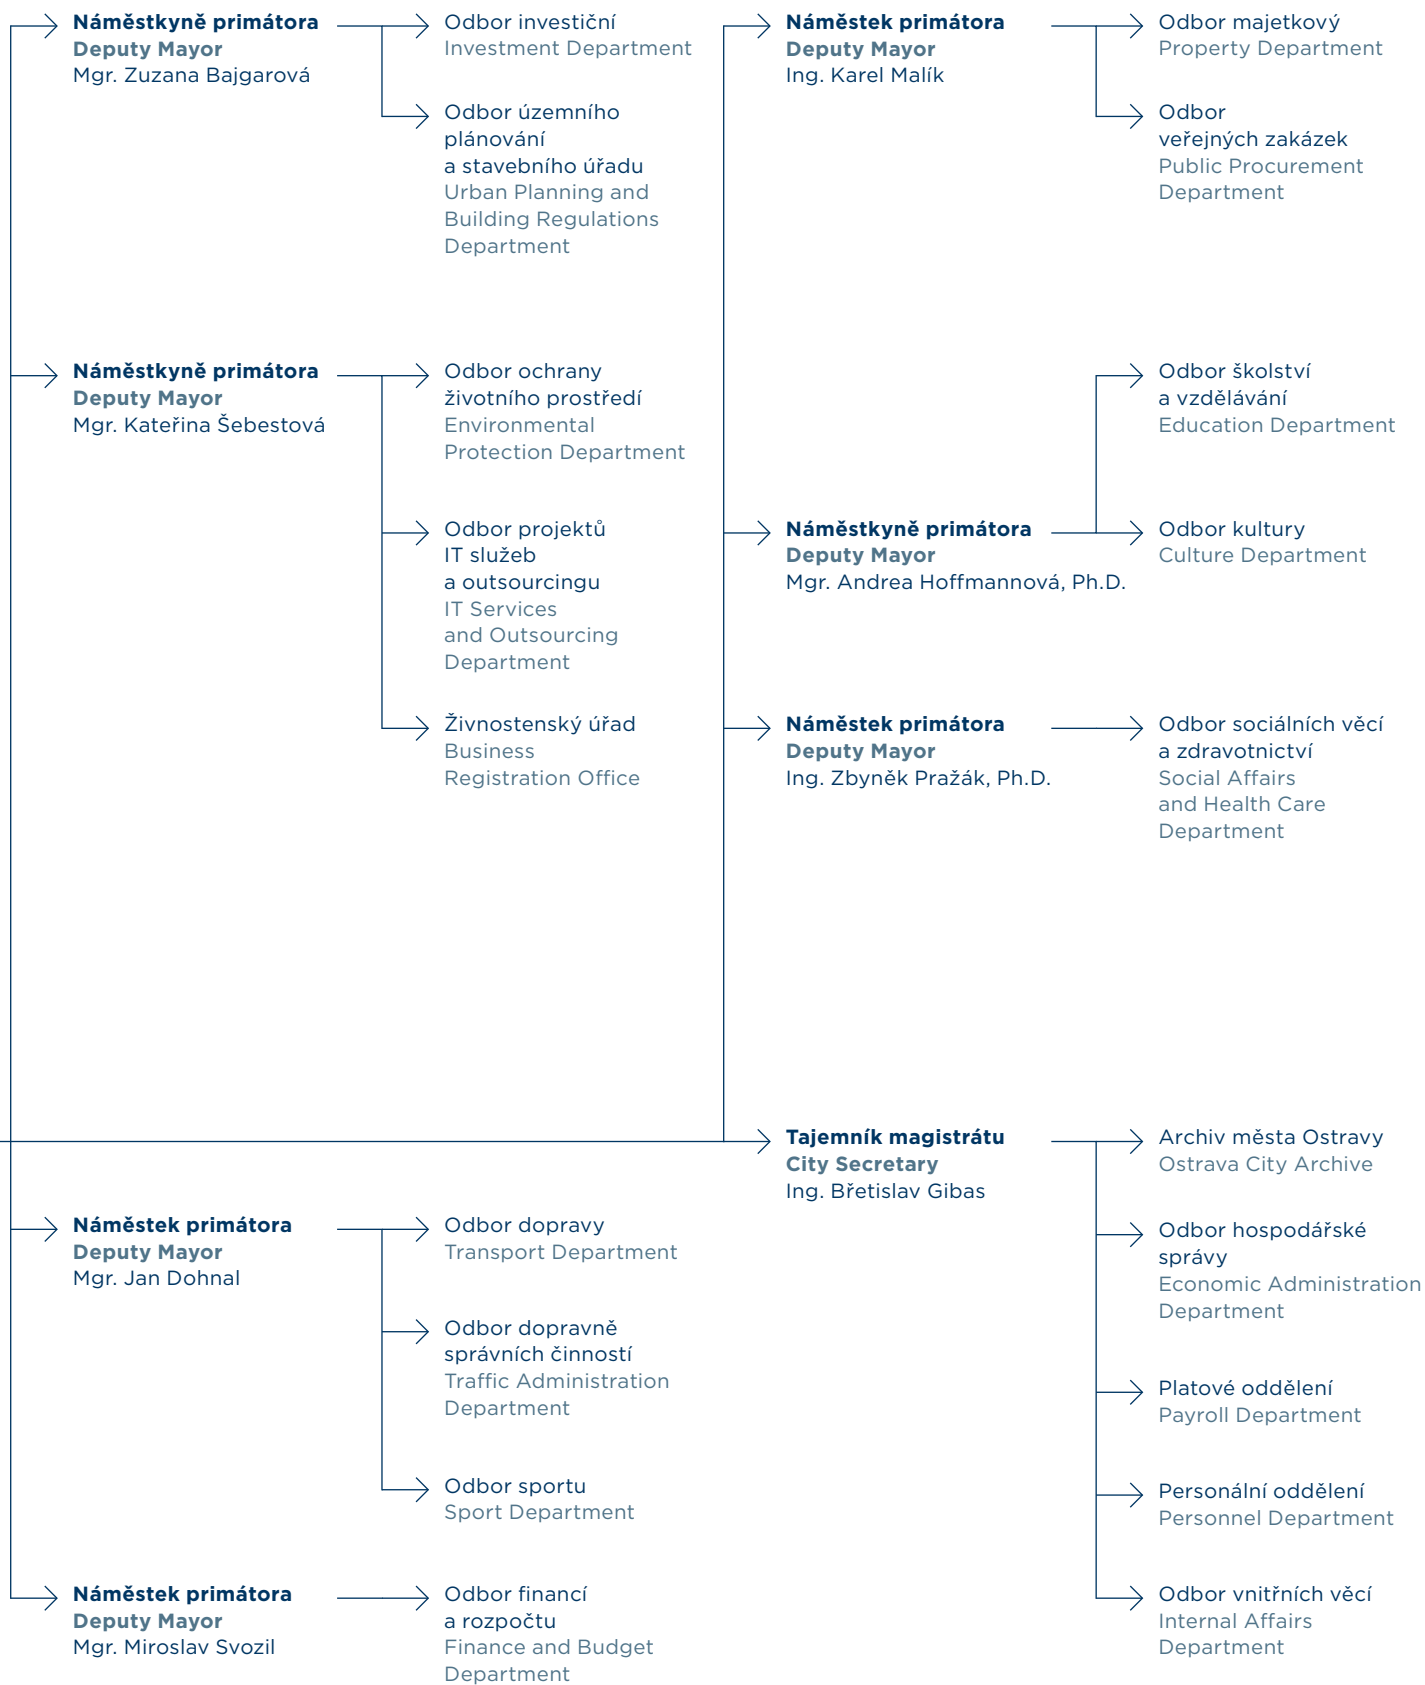 Náměstkyně primátora
Deputy Mayor
Mgr. Zuzana Bajgarová
Odbor investiční
Investment Department
Odbor územního
plánování
a stavebního úřadu
Urban Planning and
Building Regulations
Department
Náměstkyně primátora
Deputy Mayor
Mgr. Kateřina Šebestová
Odbor ochrany
životního prostředí
Environmental
Protection Department
Odbor projektů
IT služeb
a outsourcingu
IT Services
and Outsourcing
Department
Živnostenský úřad
Business
Registration Office
Náměstek primátora
Deputy Mayor
Mgr. Jan Dohnal
Odbor dopravy
Transport Department
Odbor dopravně
správních činností
Traffic Administration
Department
Odbor sportu
Sport Department
Náměstek primátora
Deputy Mayor
Mgr. Miroslav Svozil
Odbor financí
a rozpočtu
Finance and Budget
Department
Náměstek primátora
Deputy Mayor
Ing. Karel Malík
Odbor majetkový
Property Department
Odbor
veřejných zakázek
Public Procurement
Department
Náměstkyně primátora
Deputy Mayor
Mgr. Andrea Hoffmannová, Ph.D.
Odbor školství
a vzdělávání
Education Department
Odbor kultury
Culture Department
Náměstek primátora
Deputy Mayor
Ing. Zbyněk Pražák, Ph.D.
Odbor sociálních věcí
a zdravotnictví
Social Affairs
and Health Care
Department
Tajemník magistrátu
City Secretary
Ing. Břetislav Gibas
Archiv města Ostravy
Ostrava City Archive
Odbor hospodářské
správy
Economic Administration
Department
Platové oddělení
Payroll Department
Personální oddělení
Personnel Department
Odbor vnitřních věcí
Internal Affairs
Department